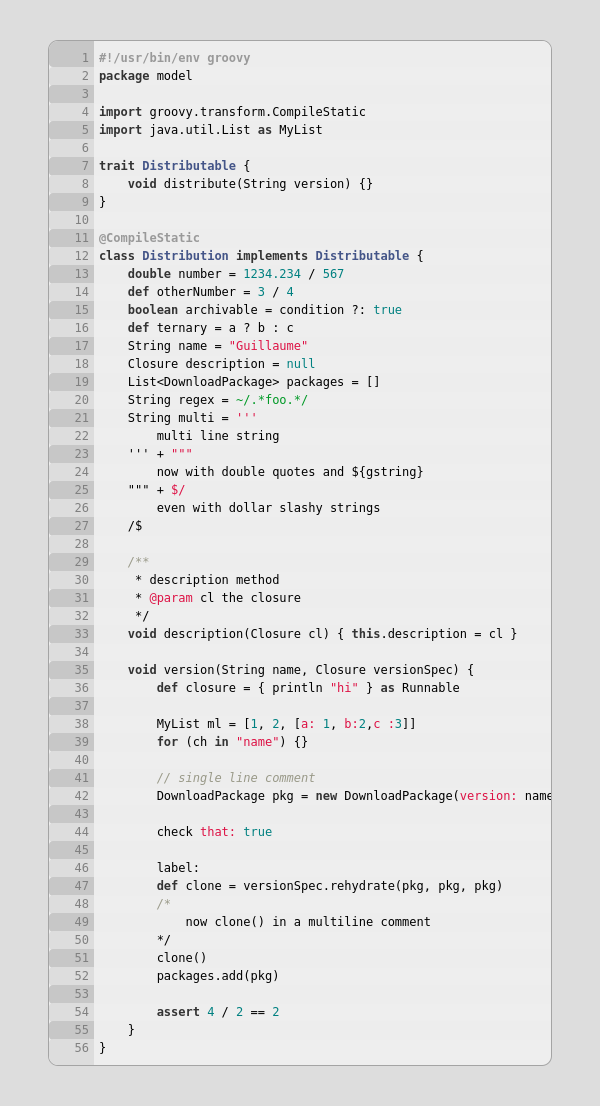 1 #!/usr/bin/env groovy
2 package model
3
4 import groovy.transform.CompileStatic
5 import java.util.List as MyList
6
7 trait Distributable {
8     void distribute(String version) {}
9 }
10
11 @CompileStatic
12 class Distribution implements Distributable {
13     double number = 1234.234 / 567
14     def otherNumber = 3 / 4
15     boolean archivable = condition ?: true
16     def ternary = a ? b : c
17     String name = "Guillaume"
18     Closure description = null
19     List<DownloadPackage> packages = []
20     String regex = ~/.*foo.*/
21     String multi = '''
22         multi line string
23     ''' + """
24         now with double quotes and ${gstring}
25     """ + $/
26         even with dollar slashy strings
27     /$
28
29     /**
30      * description method
31      * @param cl the closure
32      */
33     void description(Closure cl) { this.description = cl }
34
35     void version(String name, Closure versionSpec) {
36         def closure = { println "hi" } as Runnable
37
38         MyList ml = [1, 2, [a: 1, b:2,c :3]]
39         for (ch in "name") {}
40
41         // single line comment
42         DownloadPackage pkg = new DownloadPackage(version: name
43
44         check that: true
45
46         label:
47         def clone = versionSpec.rehydrate(pkg, pkg, pkg)
48         /*
49             now clone() in a multiline comment
50         */
51         clone()
52         packages.add(pkg)
53
54         assert 4 / 2 == 2
55     }
56 }